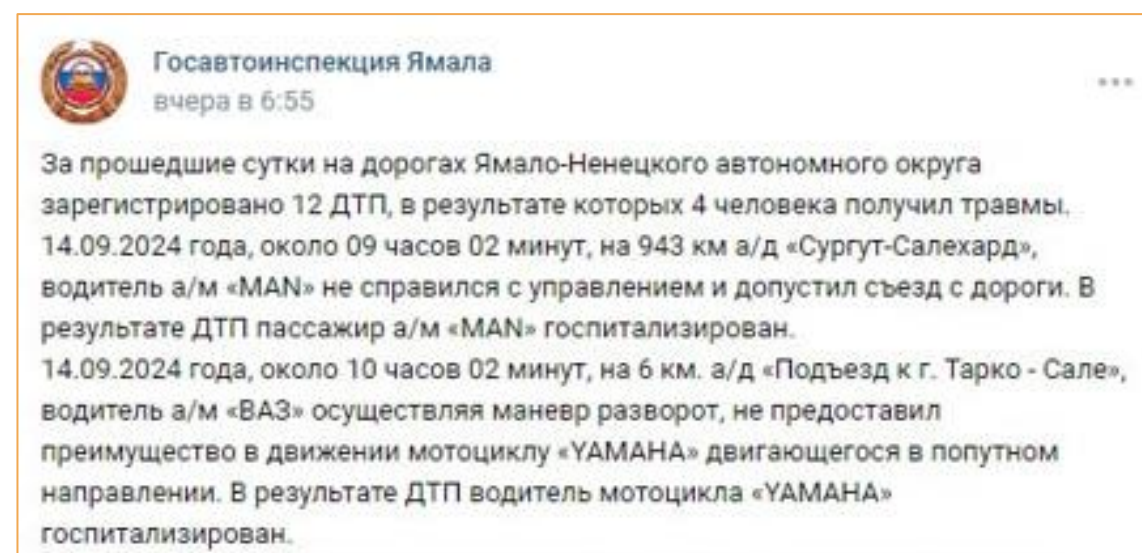 Госавтоинспекция Ямала
вчера в 6:55
За прошедшие сутки на дорогах Ямало-Ненецкого автономного округа
зарегистрировано 12 ДТП, в результате которых 4 человека получил травмы.
14.09.2024 года, около 09 часов 02 минут, на 943 км а/д «Сургут-Салехард»,
водитель а/м «MAN» не справился с управлением и допустил съезд с дороги. В
результате ДТП пассажир а/м «MAN» госпитализирован.
14.09.2024 года, около 10 часов 02 минут, на 6 км. а/д «Подъезд к г. Тарко - Сале»,
водитель а/м «ВАЗ» осуществляя маневр разворот, не предоставил
преимущество в движении мотоциклу «YAMAHA» двигающегося в попутном
направлении. В результате ДТП водитель мотоцикла «YAMAHA»
госпитализирован.